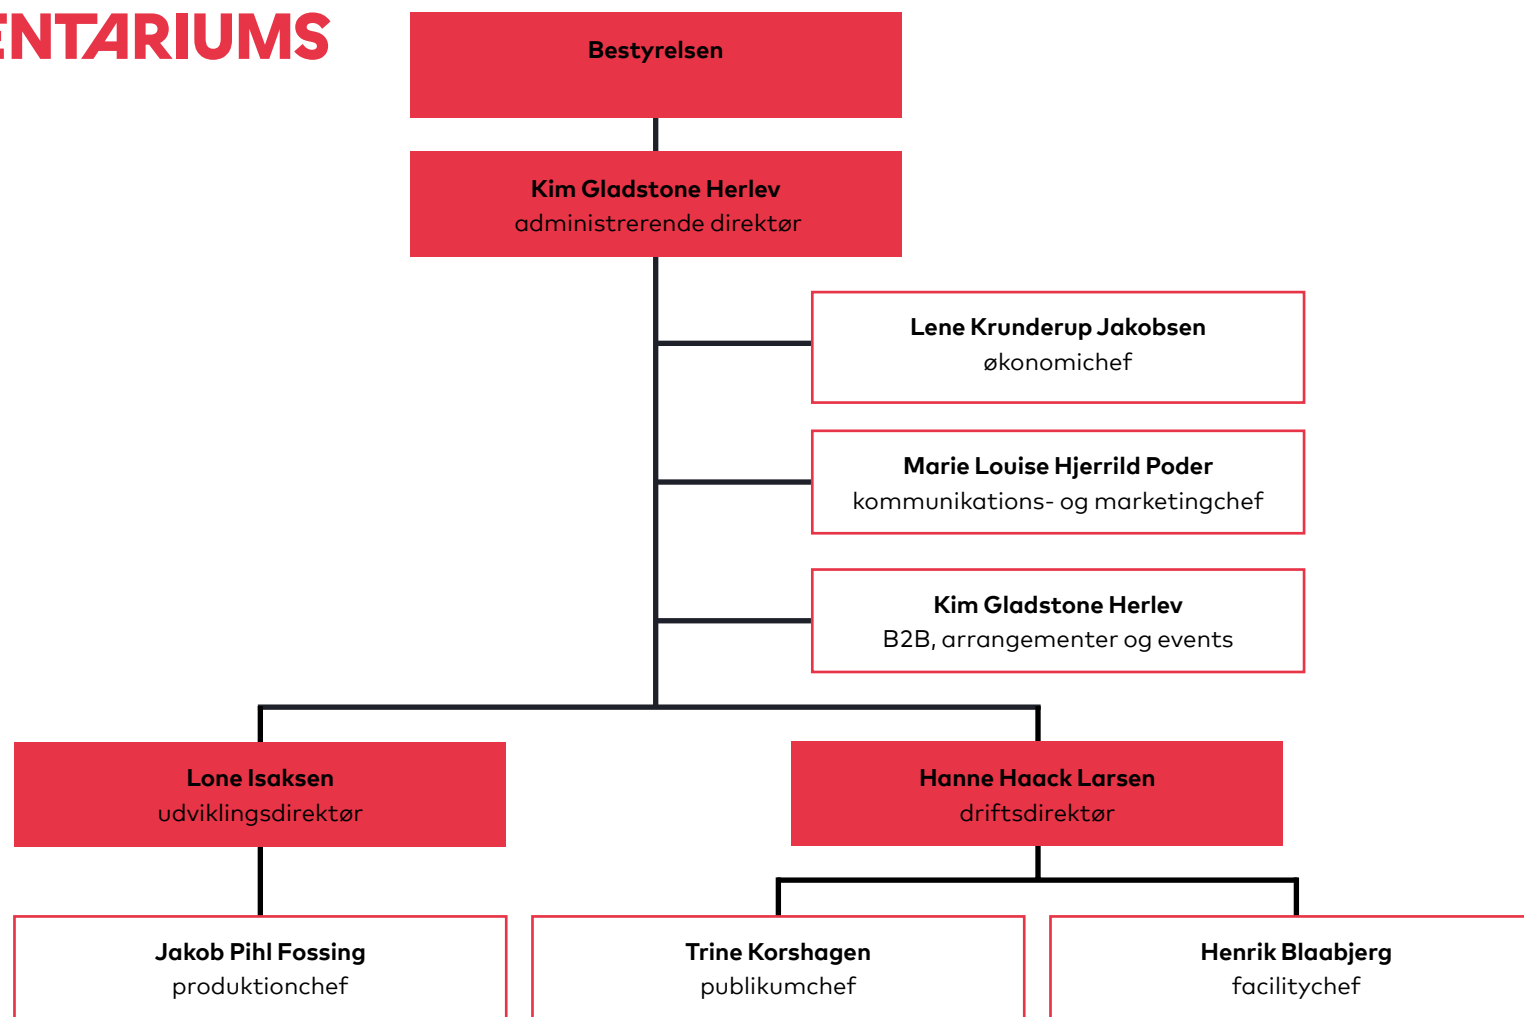 ENTARIUMS
Bestyrelsen
Kim Gladstone Herlev
administrerende direktør
Lene Krunderup Jakobsen
økonomichef
Marie Louise Hjerrild Poder
kommunikations- og marketingchef
Kim Gladstone Herlev
B2B, arrangementer og events
Lone Isaksen
udviklingsdirektør
Hanne Haack Larsen
driftsdirektør
Jakob Pihl Fossing
produktionchef
Trine Korshagen
publikumchef
Henrik Blaabjerg
facilitychef